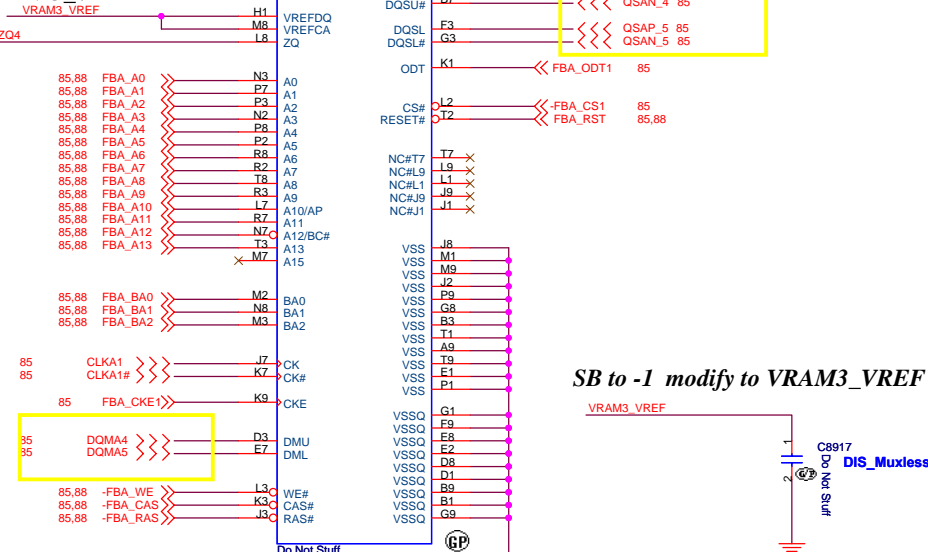 VRAM3_VREF
H1 VREFDQ
M8 VREFCA
L8 ZQ
ZQ4
DQSU#
QSAN_4 85
DQSL F3 QSAP_5 85
DQSL# G3 QSAN_5 85
ODT K1 FBA_ODT1 85
85,88 FBA_A0 N3 A0
85,88 FBA_A1 P7 A1
85,88 FBA_A2 P3 A2
85,88 FBA_A3 N2 A3
85,88 FBA_A4 P8 A4
85,88 FBA_A5 P2 A5
85,88 FBA_A6 R8 A6
85,88 FBA_A7 R2 A7
85,88 FBA_A8 T8 A8
85,88 FBA_A9 R3 A9
85,88 FBA_A10 L7 A10/AP
85,88 FBA_A11 R7 A11
85,88 FBA_A12 N7 A12/BC#
85,88 FBA_A13 T3 A13
M7 A15
CS# L2 -FBA_CS1 85
RESET# T2 FBA_RST 85,88
NC#T7 T7
NC#L9 L9
NC#L1 L1
NC#J9 J9
NC#J1 J1
85,88 FBA_BA0 M2 BA0
85,88 FBA_BA1 N8 BA1
85,88 FBA_BA2 M3 BA2
85 CLKA1 J7 CK
85 CLKA1# K7 CK#
85 FBA_CKE1 K9 CKE
85 DQMA4 D3 DMU
85 DQMA5 E7 DML
85,88 -FBA_WE L3 WE#
85,88 -FBA_CAS K3 CAS#
85,88 -FBA_RAS J3 RAS#
VSS J8
VSS M1
VSS M9
VSS J2
VSS P9
VSS G8
VSS B3
VSS T1
VSS A9
VSS T9
VSS E1
VSS P1
VSSQ G1
VSSQ F9
VSSQ E8
VSSQ E2
VSSQ D8
VSSQ D1
VSSQ B9
VSSQ B1
VSSQ G9
GP
Do Not Stuff
SB to -1 modify to VRAM3_VREF
VRAM3_VREF
1
C8917
DIS_Muxless
2
GP
Do Not Stuff